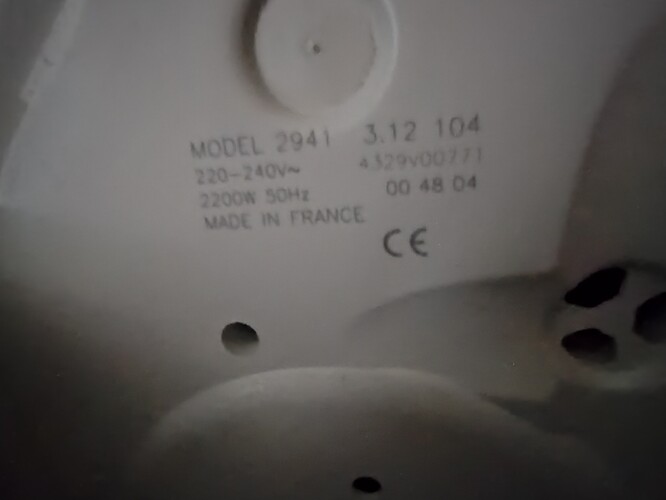 MODEL 2941 3.12 104
220-240V~ 4329v00771
2200W 50Hz 00 48 04
MADE IN FRANCE
CE